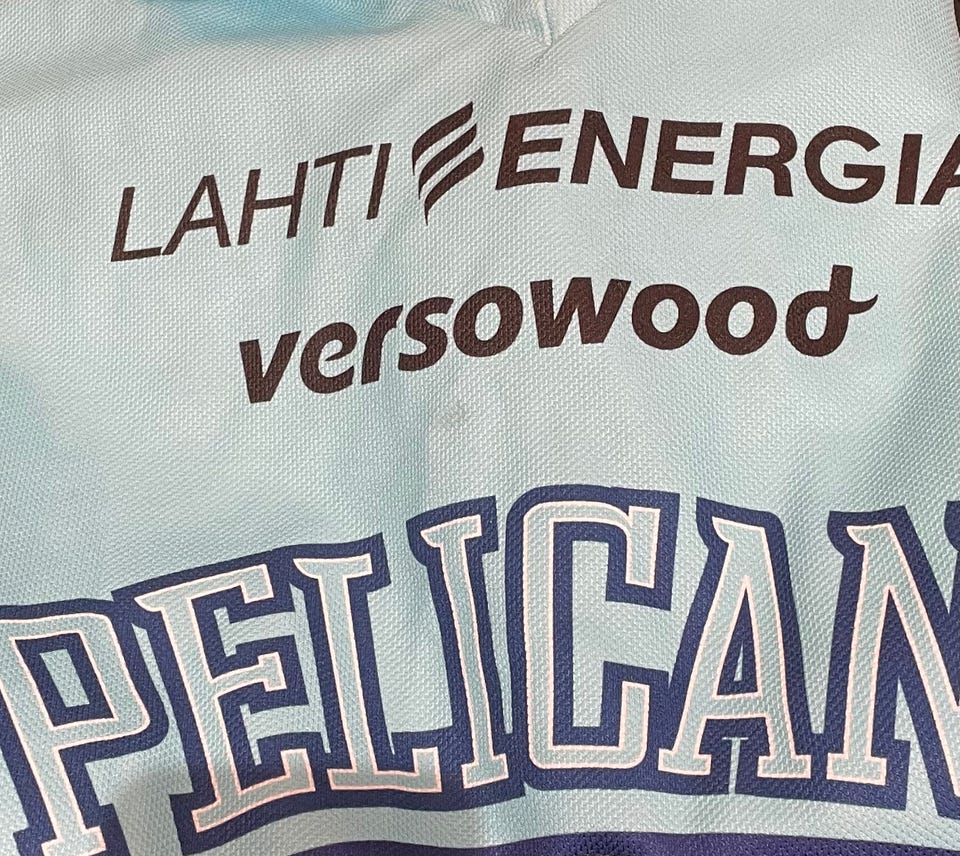 LAHTI ENERGIA
versowood
PELICAN